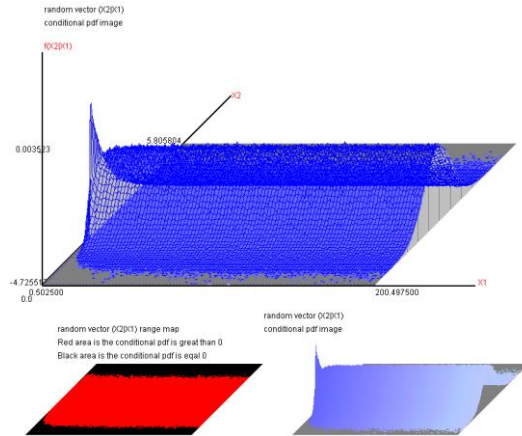 random vector (X2|X1)
conditional pdf image
f(X2|X1)
X2
5.805804
0.003523
X1
0.502500
200.497500
0.0
random vector (X2|X1) range map
Red area is the conditional pdf is great than 0
Black area is the conditional pdf is eqal 0
random vector (X2|X1)
conditional pdf image